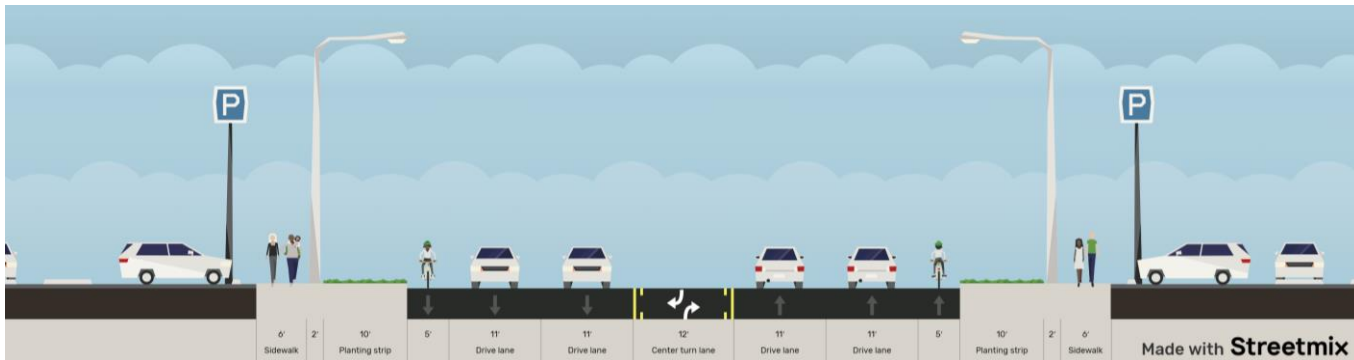 P
P
6' 2' 10' 5' 11' 11' 12' 11' 11' 5' 10' 2' 6'
Sidewalk Planting strip Drive lane Drive lane Center turn lane Drive lane Drive lane Planting strip Sidewalk
Made with Streetmix